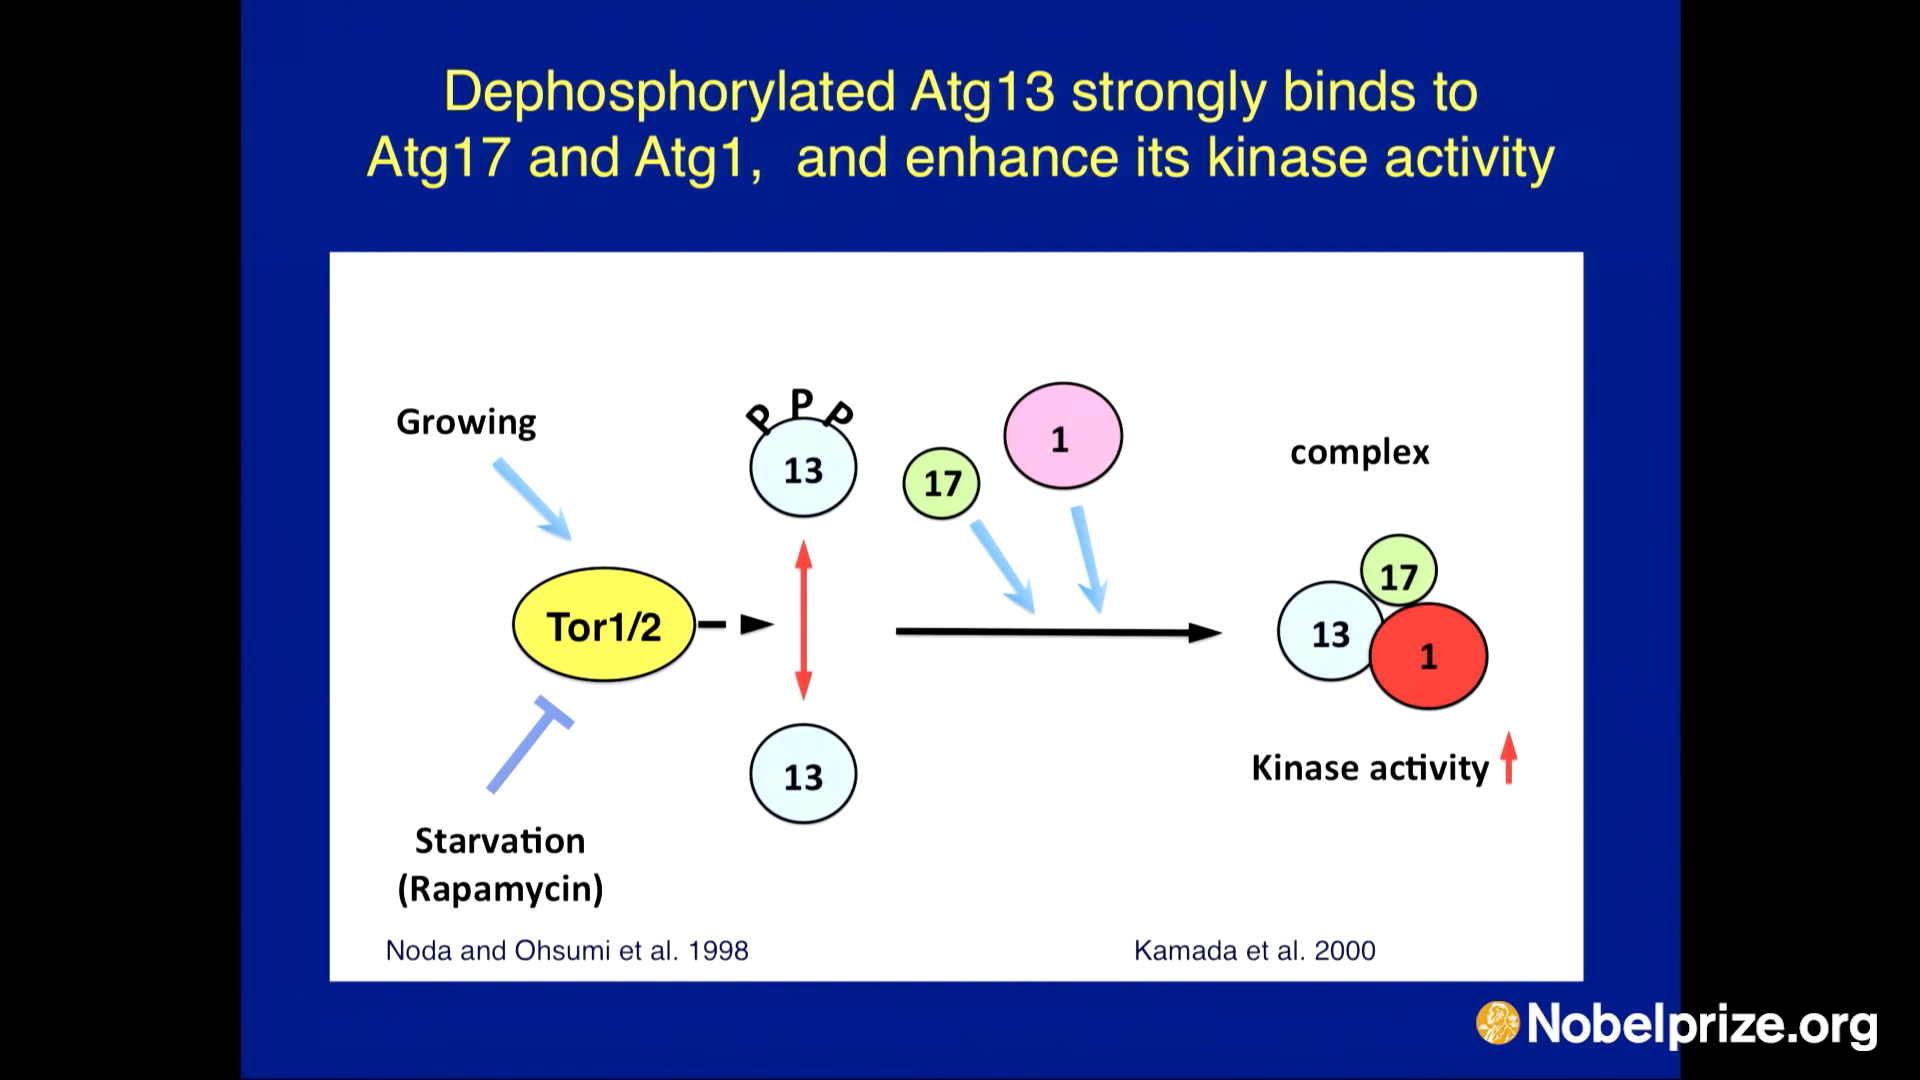 Dephosphorylated Atg13 strongly binds to
Atg17 and Atg1, and enhance its kinase activity
Growing
P P P
13
17
1
complex
Tor1/2
17
13
1
13
Kinase activity
Starvation
(Rapamycin)
Noda and Ohsumi et al. 1998
Kamada et al. 2000
Nobelprize.org